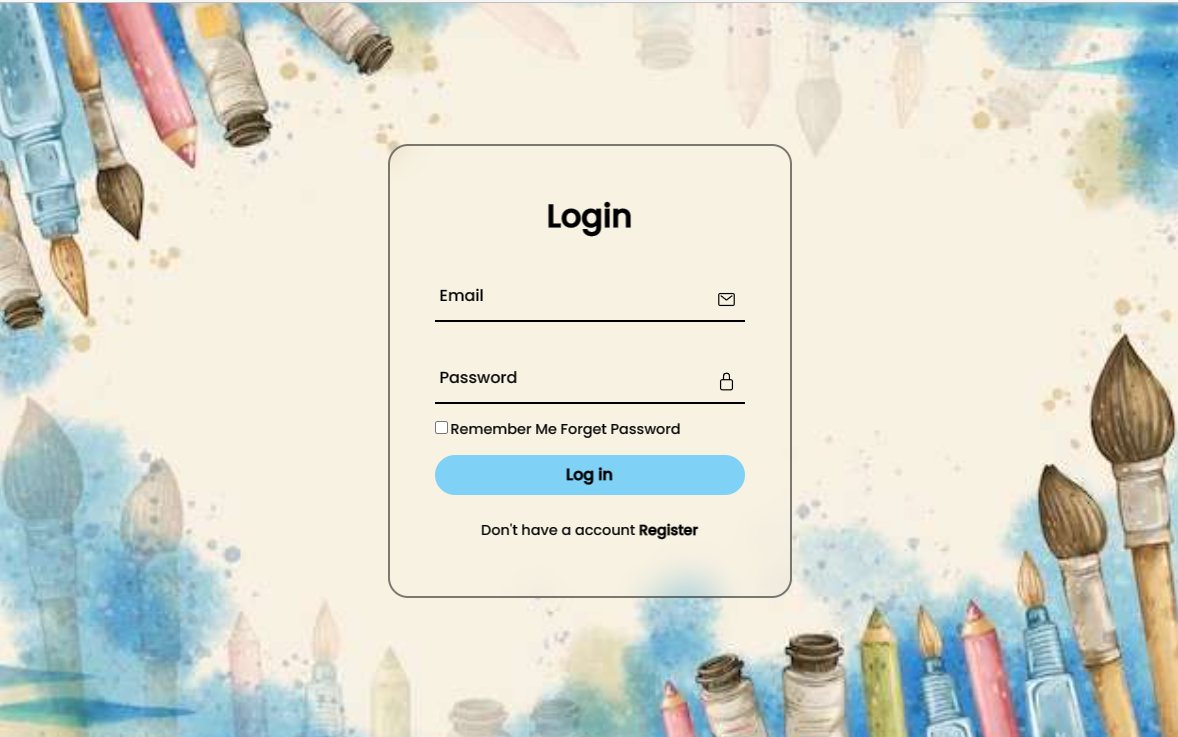 Login
Email
Password
Remember Me Forget Password
Log in
Don't have a account Register